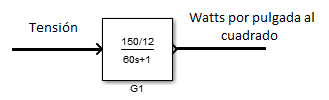 Tensión
Watts por pulgada al
cuadrado
150/12
60s+1
G1